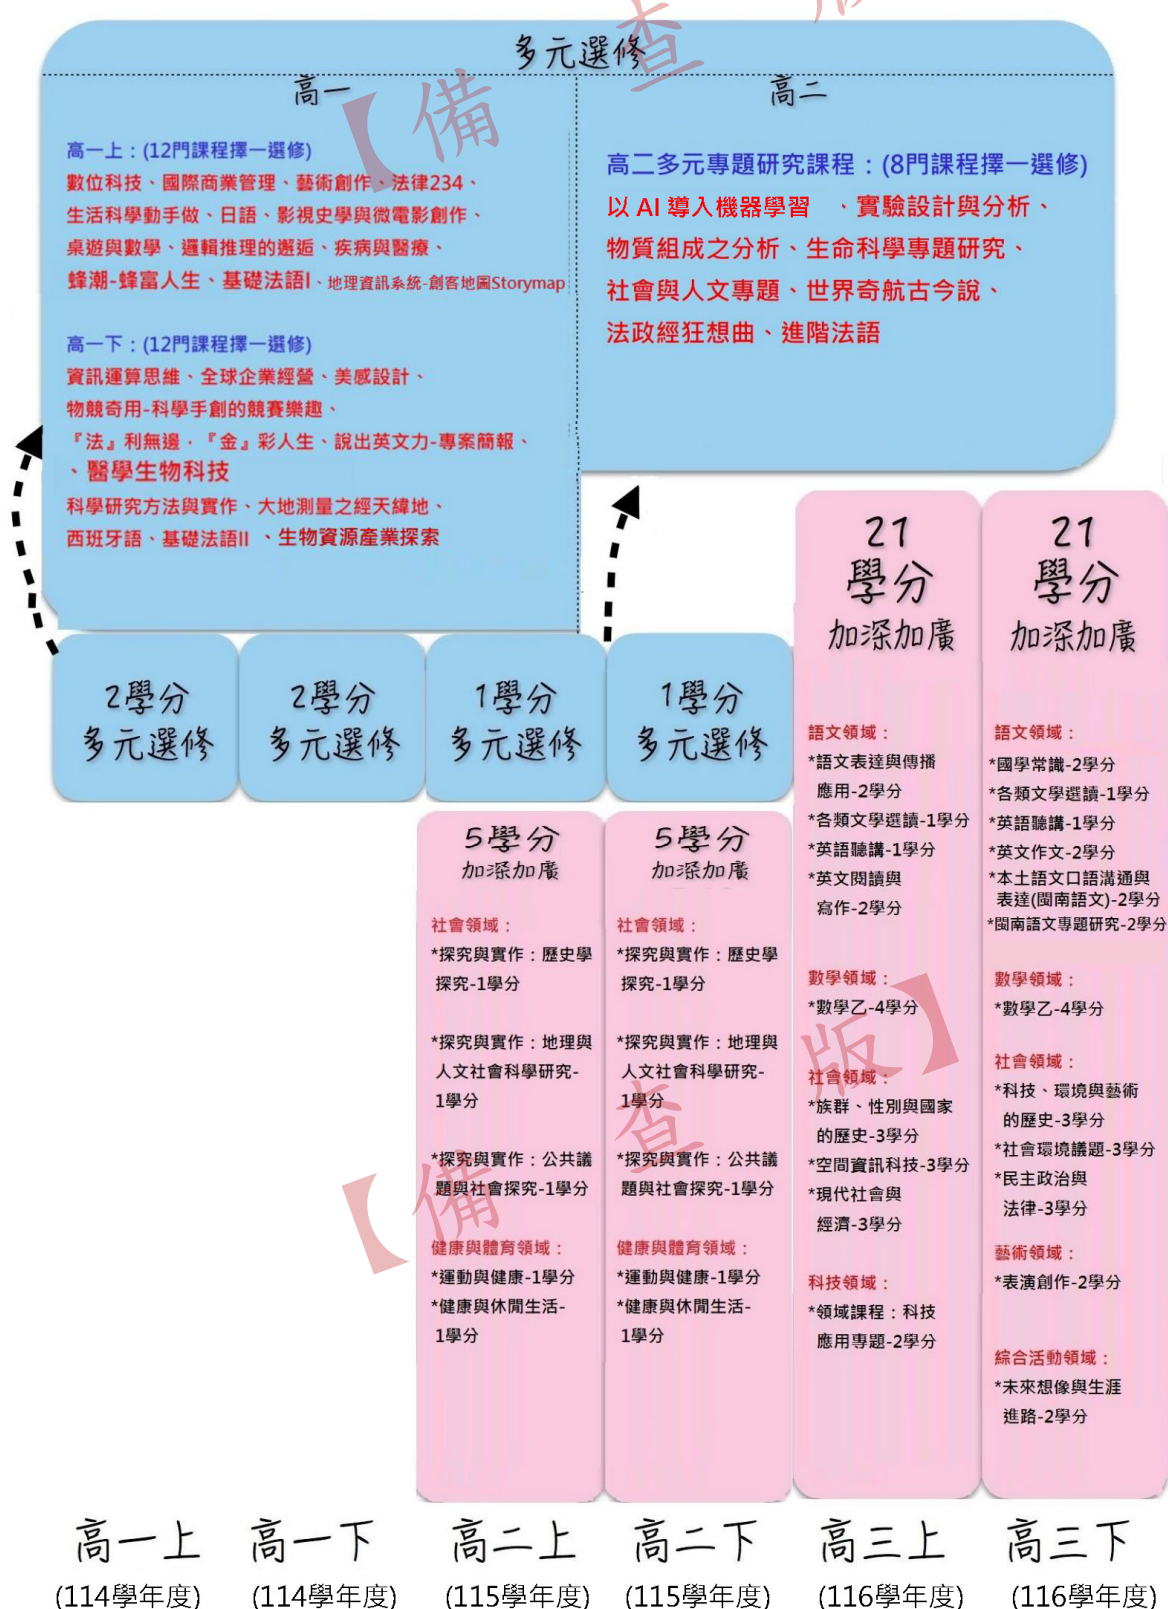 多元選修
高一
高一上：(12門課程擇一選修)
數位科技、國際商業管理、藝術創作、法律234、
生活科學動手做、日語、影視史學與微電影創作、
桌遊與數學、邏輯推理的邂逅、疾病與醫療、
蜂潮-蜂富人生、基礎法語I、地理資訊系統-創客地圖Storymap
高一下：(12門課程擇一選修)
資訊運算思維、全球企業經營、美感設計、
物競奇用-科學手創的競賽樂趣、
『法』利無邊，『金』彩人生、說出英文力-專案簡報、
、醫學生物科技
科學研究方法與實作、大地測量之經天緯地、
西班牙語、基礎法語II 、生物資源產業探索
高二
高二多元專題研究課程：(8門課程擇一選修)
以 AI 導入機器學習 、實驗設計與分析、
物質組成之分析、生命科學專題研究、
社會與人文專題、世界奇航古今說、
法政經狂想曲、進階法語
2學分
多元選修
2學分
多元選修
1學分
多元選修
1學分
多元選修
5學分
加深加廣
社會領域：
*探究與實作：歷史學
探究-1學分
*探究與實作：地理與
人文社會科學研究-
1學分
*探究與實作：公共議
題與社會探究-1學分
健康與體育領域：
*運動與健康-1學分
*健康與休閒生活-
1學分
5學分
加深加廣
社會領域：
*探究與實作：歷史學
探究-1學分
*探究與實作：地理與
人文社會科學研究-
1學分
*探究與實作：公共議
題與社會探究-1學分
健康與體育領域：
*運動與健康-1學分
*健康與休閒生活-
1學分
21
學分
加深加廣
語文領域：
*語文表達與傳播
應用-2學分
*各類文學選讀-1學分
*英語聽講-1學分
*英文閱讀與
寫作-2學分
數學領域：
*數學乙-4學分
社會領域：
*族群、性別與國家
的歷史-3學分
*空間資訊科技-3學分
*現代社會與
經濟-3學分
科技領域：
*領域課程：科技
應用專題-2學分
21
學分
加深加廣
語文領域：
*國學常識-2學分
*各類文學選讀-1學分
*英語聽講-1學分
*英文作文-2學分
*本土語文口語溝通與
表達(閩南語文)-2學分
*閩南語文專題研究-2學分
數學領域：
*數學乙-4學分
社會領域：
*科技、環境與藝術
的歷史-3學分
*社會環境議題-3學分
*民主政治與
法律-3學分
藝術領域：
*表演創作-2學分
綜合活動領域：
*未來想像與生涯
進路-2學分
高一上
(114學年度)
高一下
(114學年度)
高二上
(115學年度)
高二下
(115學年度)
高三上
(116學年度)
高三下
(116學年度)
【備查版
【備查版】